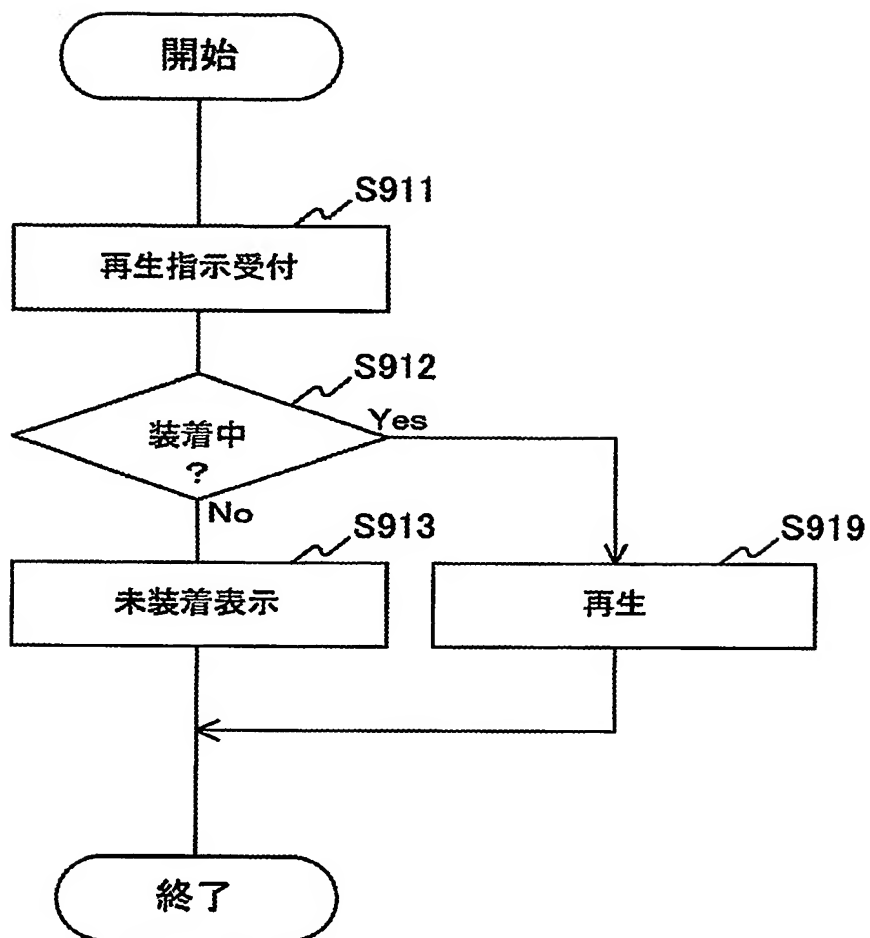 開始
S911
再生指示受付
S912
装着中
?
Yes
No
S913
未装着表示
S919
再生
終了